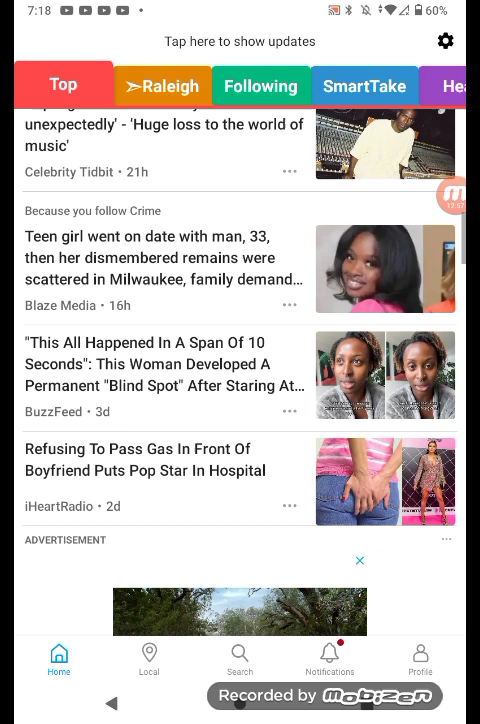 7:18
60%
Tap here to show updates
Top
Raleigh
Following
SmartTake
unexpectedly' - 'Huge loss to the world of
music'
Celebrity Tidbit • 21h
12:57
Because you follow Crime
Teen girl went on date with man, 33,
then her dismembered remains were
scattered in Milwaukee, family demand...
Blaze Media • 16h
"This All Happened In A Span Of 10
Seconds": This Woman Developed A
Permanent "Blind Spot" After Staring At...
BuzzFeed • 3d
Refusing To Pass Gas In Front Of
Boyfriend Puts Pop Star In Hospital
iHeartRadio • 2d
ADVERTISEMENT
Home
Local
Search
Notifications
Profile
Recorded by mobizen